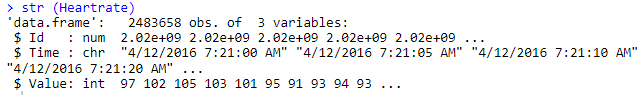 > str (Heartrate)
'data.frame':   2483658 obs. of  3 variables:
 $ Id   : num  2.02e+09 2.02e+09 2.02e+09 2.02e+09 2.02e+09 ...
 $ Time : chr  "4/12/2016 7:21:00 AM" "4/12/2016 7:21:05 AM" "4/12/2016 7:21:10 AM"
"4/12/2016 7:21:20 AM" ...
 $ Value: int  97 102 105 103 101 95 91 93 94 93 ...